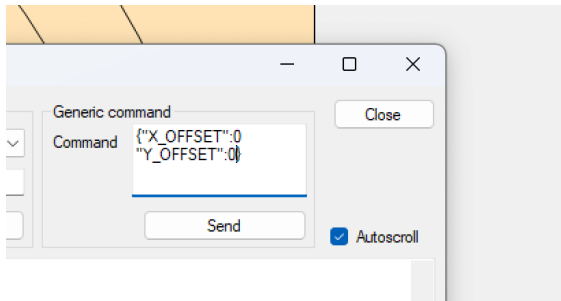 Generic command
Close
Command
{"X_OFFSET":0
"Y_OFFSET":0}
Send
Autoscroll